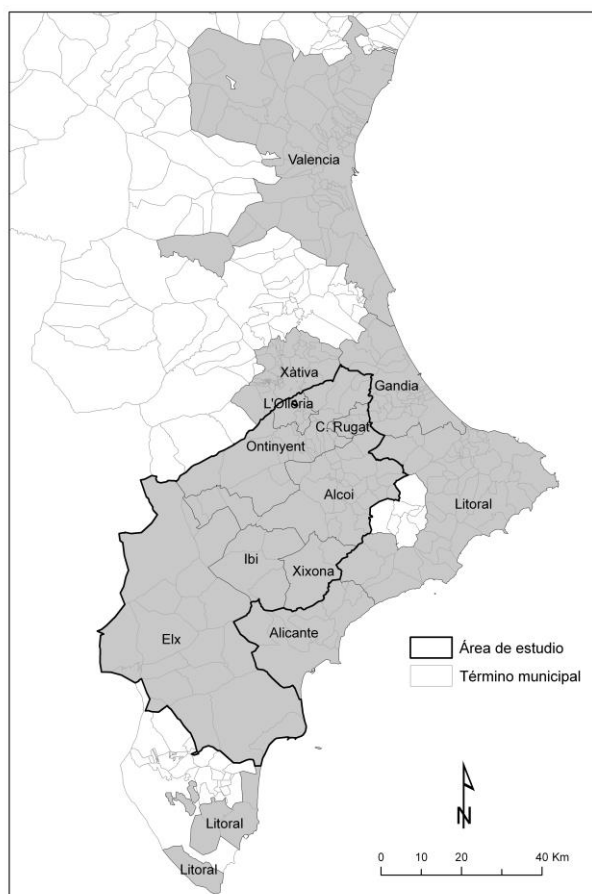 Valencia
Xàtiva
Gandia
L'Olleria
C. Rugat
Ontinyent
Alcoi
Litoral
Ibi
Xixona
Elx
Alicante
Área de estudio
Término municipal
N
Litoral
Litoral
0 10 20 40 Km